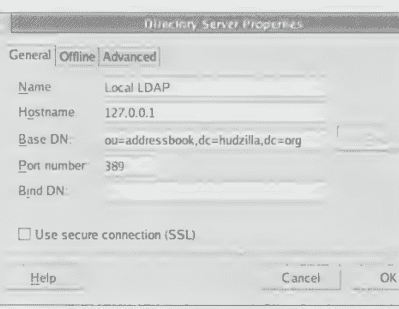 Directory Server Properties
General Offline Advanced
Name Local LDAP
Hostname 127.0.0.1
Base DN: ou=addressbook,dc=hudzilla,dc=org
Port number 389
Bind DN:
Use secure connection (SSL)
Help Cancel OK